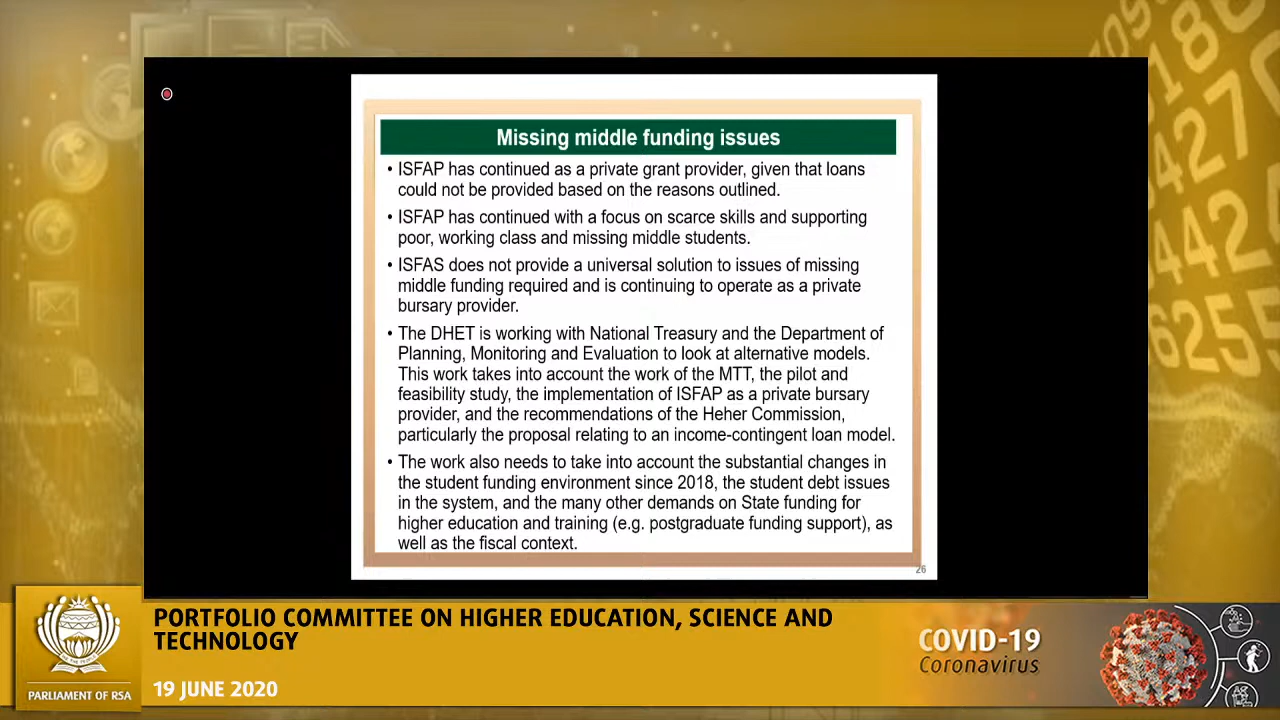 Missing middle funding issues
• ISFAP has continued as a private grant provider, given that loans
could not be provided based on the reasons outlined.
• ISFAP has continued with a focus on scarce skills and supporting
poor, working class and missing middle students.
• ISFAS does not provide a universal solution to issues of missing
middle funding required and is continuing to operate as a private
bursary provider.
• The DHET is working with National Treasury and the Department of
Planning, Monitoring and Evaluation to look at alternative models.
This work takes into account the work of the MTT, the pilot and
feasibility study, the implementation of ISFAP as a private bursary
provider, and the recommendations of the Heher Commission,
particularly the proposal relating to an income-contingent loan model.
• The work also needs to take into account the substantial changes in
the student funding environment since 2018, the student debt issues
in the system, and the many other demands on State funding for
higher education and training (e.g. postgraduate funding support), as
well as the fiscal context.
26
PORTFOLIO COMMITTEE ON HIGHER EDUCATION, SCIENCE AND
TECHNOLOGY
19 JUNE 2020
PARLIAMENT OF RSA
COVID-19
Coronavirus